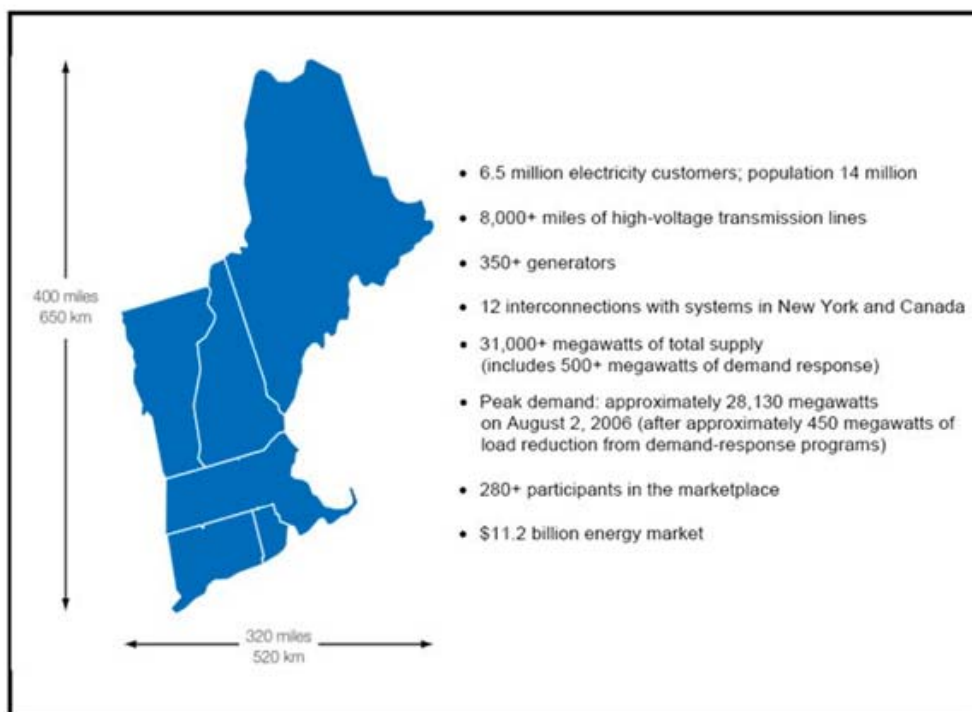 400 miles
650 km
• 6.5 million electricity customers; population 14 million
• 8,000+ miles of high-voltage transmission lines
• 350+ generators
• 12 interconnections with systems in New York and Canada
• 31,000+ megawatts of total supply
(includes 500+ megawatts of demand response)
• Peak demand: approximately 28,130 megawatts
on August 2, 2006 (after approximately 450 megawatts of
load reduction from demand-response programs)
• 280+ participants in the marketplace
• $11.2 billion energy market
320 miles
520 km